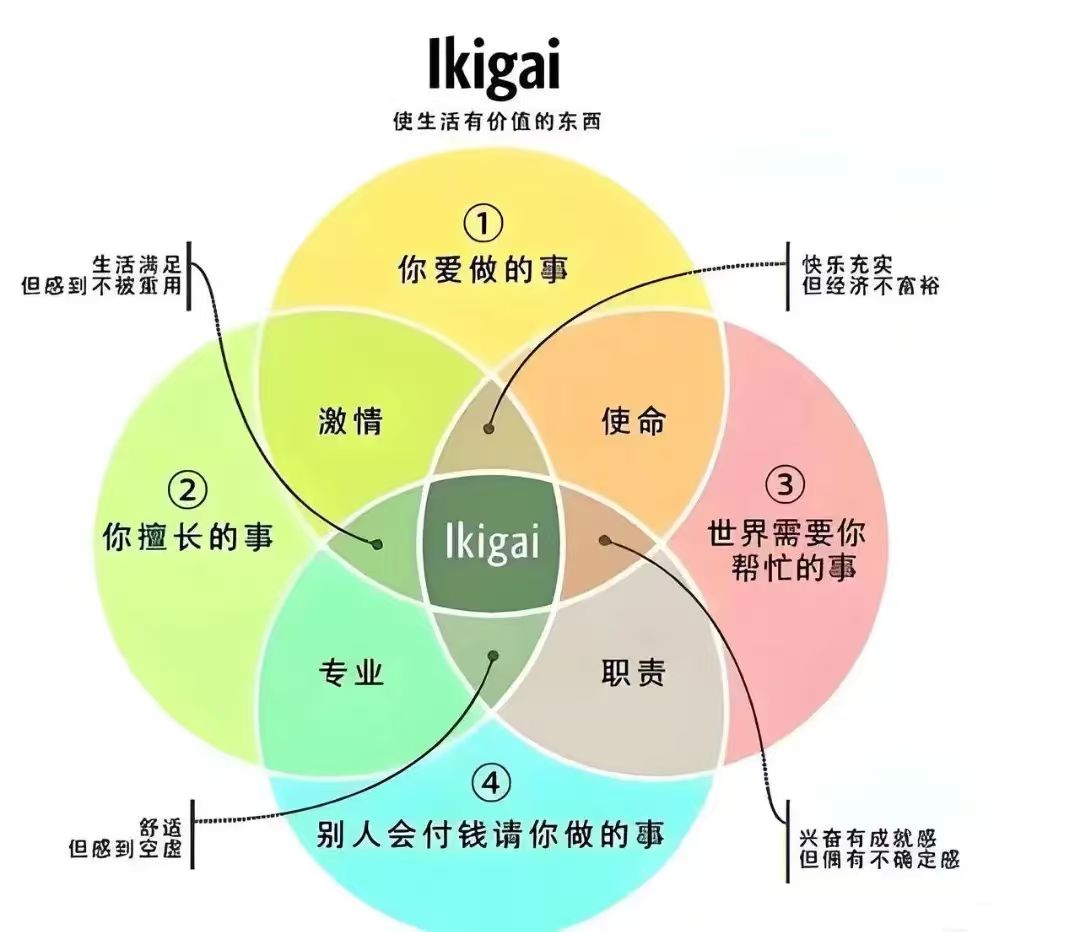 Ikigai
使生活有价值的东西
①
你爱做的事
生活满足
但感到不被重用
快乐充实
但经济不富裕
激情
使命
②
你擅长的事
③
世界需要你
帮忙的事
Ikigai
专业
职责
④
别人会付钱请你做的事
舒适
但感到空虚
兴奋有成就感
但偶有不确定感